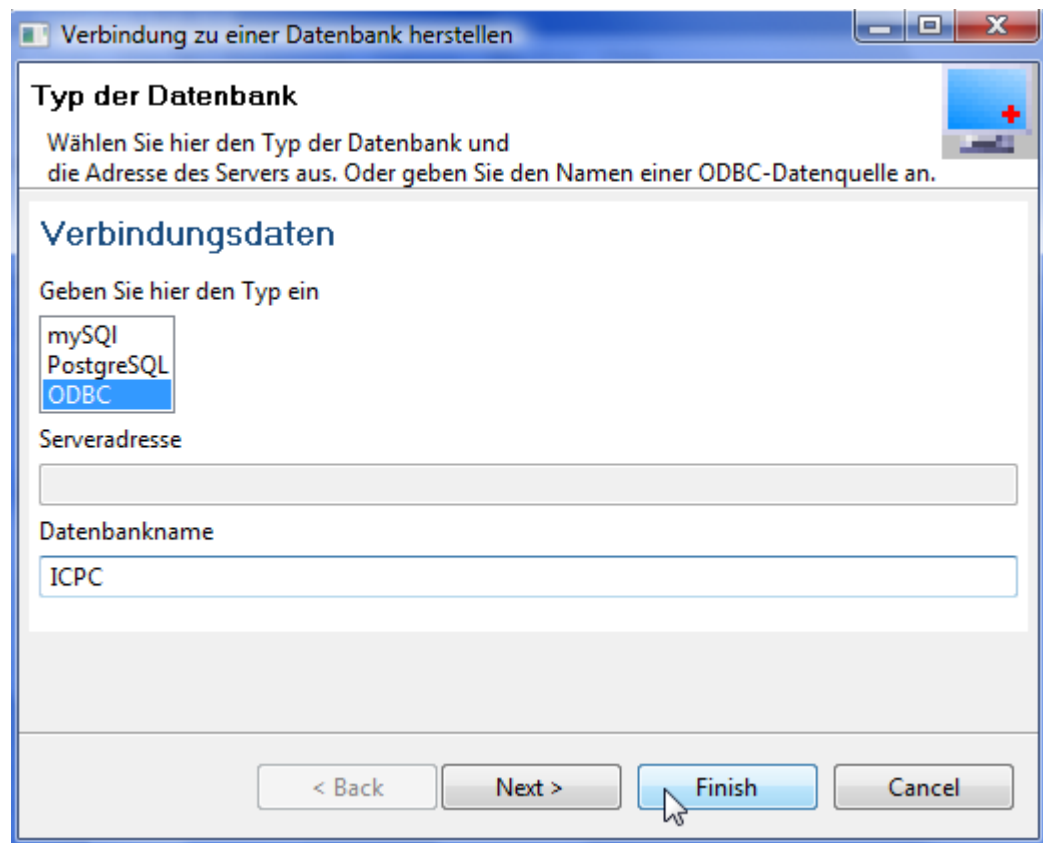 Verbindung zu einer Datenbank herstellen
Typ der Datenbank
Wählen Sie hier den Typ der Datenbank und
die Adresse des Servers aus. Oder geben Sie den Namen einer ODBC-Datenquelle an.
Verbindungsdaten
Geben Sie hier den Typ ein
mySQl
PostgreSQL
ODBC
Serveradresse
Datenbankname
ICPC
< Back
Next >
Finish
Cancel